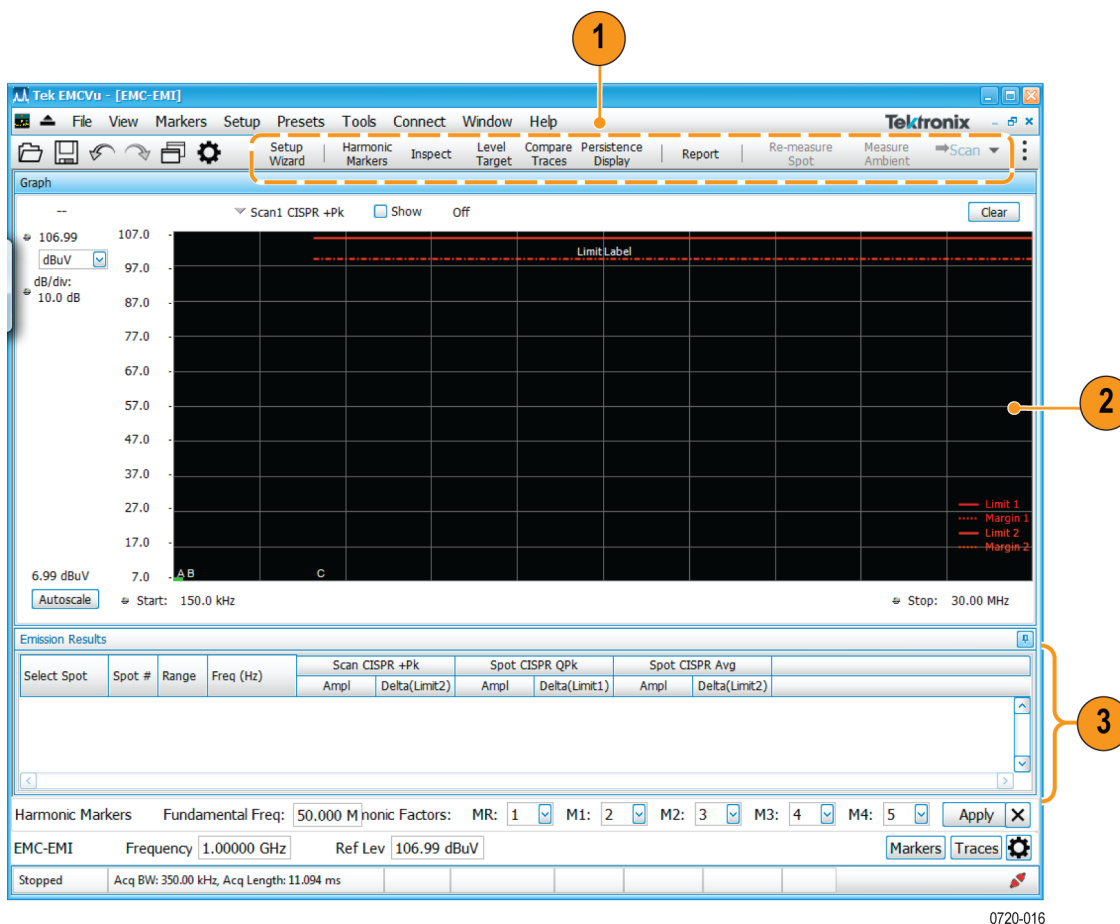 1
Tek EMCVu - [EMC-EMI]
File View Markers Setup Presets Tools Connect Window Help Tektronix
Setup Wizard | Harmonic Markers Inspect Level Target Compare Traces Persistence Display | Report | Re-measure Spot Measure Ambient Scan
Graph
-- Scan1 CISPR +Pk Show Off Clear
106.99
dBuV
dB/div:
10.0 dB
107.0
97.0
87.0
77.0
67.0
57.0
47.0
37.0
27.0
17.0
7.0
Limit Label
2
Limit 1
Margin 1
Limit 2
Margin 2
A B C
6.99 dBuV
Autoscale Start: 150.0 kHz Stop: 30.00 MHz
Emission Results
Select Spot Spot # Range Freq (Hz) Scan CISPR +Pk Spot CISPR QPk Spot CISPR Avg
Ampl Delta(Limit2) Ampl Delta(Limit1) Ampl Delta(Limit2)
3
Harmonic Markers Fundamental Freq: 50.000 M nonic Factors: MR: 1 M1: 2 M2: 3 M3: 4 M4: 5 Apply
EMC-EMI Frequency 1.00000 GHz Ref Lev 106.99 dBuV Markers Traces
Stopped Acq BW: 350.00 kHz, Acq Length: 11.094 ms
0720-016